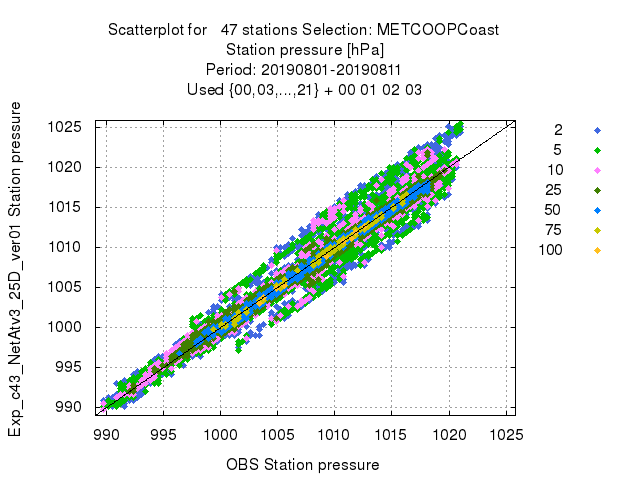 Scatterplot for 47 stations Selection: METCOOPCoast
Station pressure [hPa]
Period: 20190801-20190811
Used {00,03,...,21} + 00 01 02 03
Exp_c43_NetAtv3_25D_ver01 Station pressure
1025
1020
1015
1010
1005
1000
995
990
990 995 1000 1005 1010 1015 1020 1025
OBS Station pressure
2
5
10
25
50
75
100